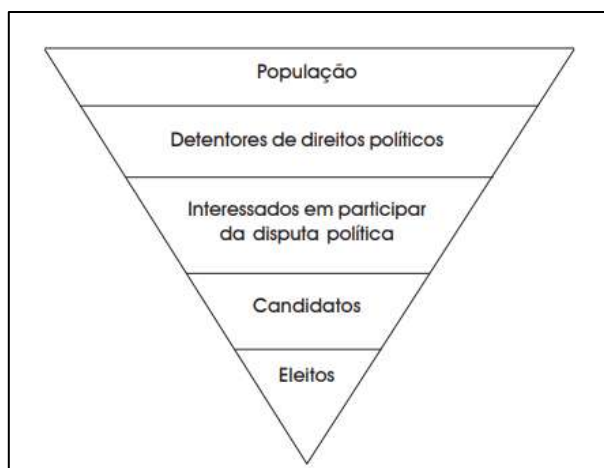 População
Detentores de direitos políticos
Interessados em participar
da disputa política
Candidatos
Eleitos